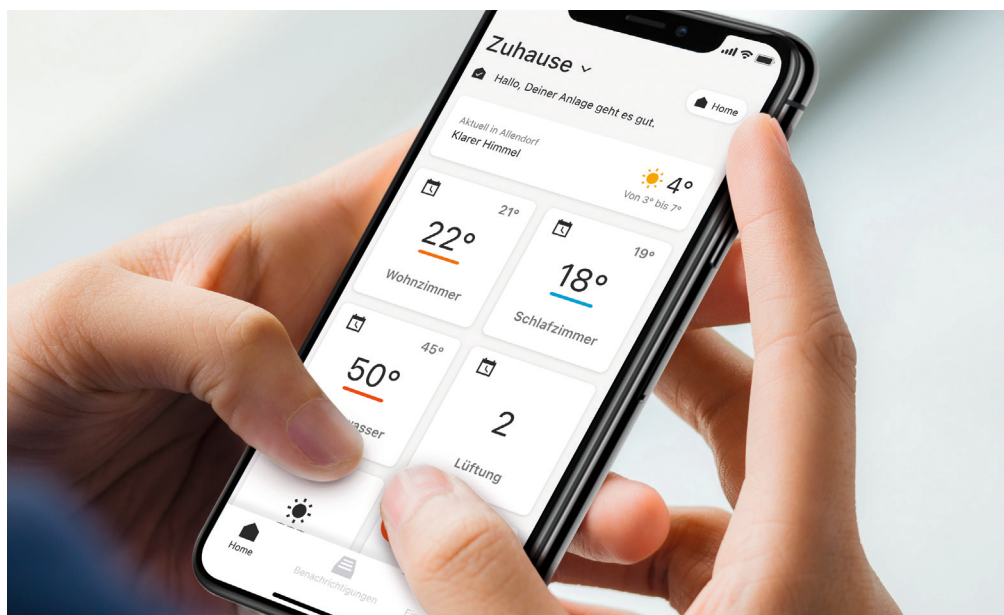 Zuhause
Hallo, Deiner Anlage geht es gut.
Home
Aktuell in Allendorf
Klarer Himmel
4°
Von 3° bis 7°
21°
22°
Wohnzimmer
19°
18°
Schlafzimmer
45°
50°
2
Lüftung
Home
Benachrichtigungen